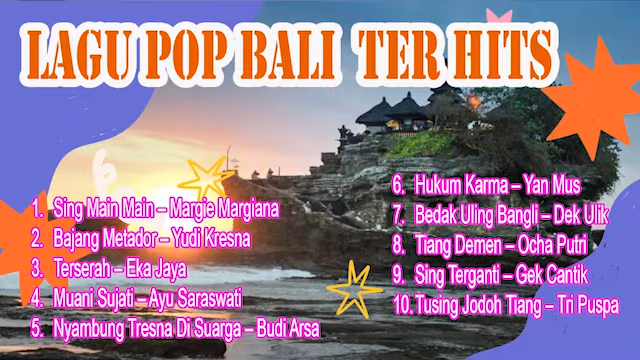 LAGU POP BALI TER HITS
1. Sing Main Main – Margie Margiana
2. Bajang Metador – Yudi Kresna
3. Terserah – Eka Jaya
4. Muani Sujati – Ayu Saraswati
5. Nyambung Tresna Di Suarga – Budi Arsa
6. Hukum Karma – Yan Mus
7. Bedak Uling Bangli – Dek Ulik
8. Tiang Demen – Ocha Putri
9. Sing Terganti – Gek Cantik
10. Tusing Jodoh Tiang – Tri Puspa